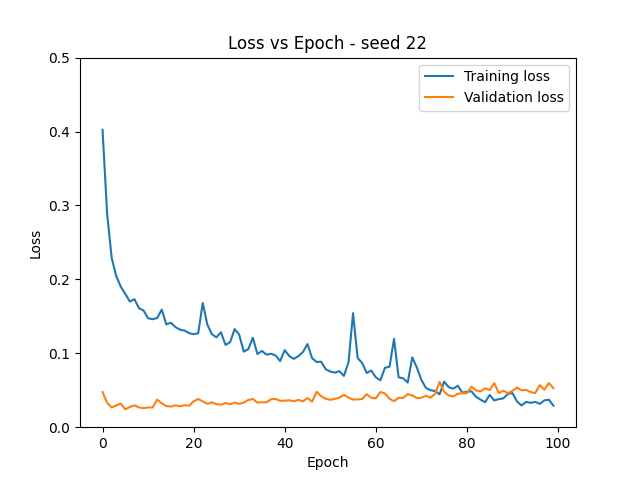 Loss vs Epoch - seed 22
Training loss
Validation loss
Loss
0.5
0.4
0.3
0.2
0.1
0.0
0 20 40 60 80 100
Epoch